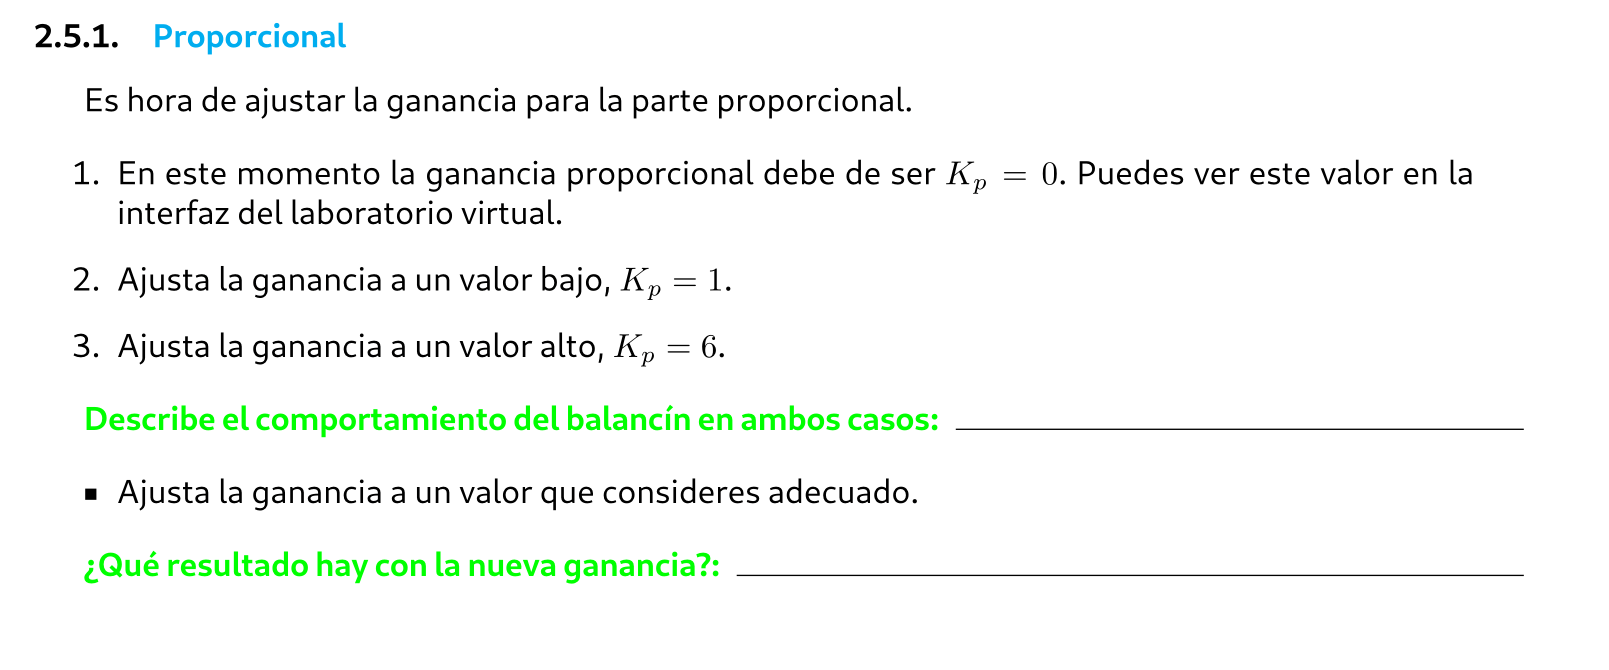 2.5.1. Proporcional
Es hora de ajustar la ganancia para la parte proporcional.
1. En este momento la ganancia proporcional debe de ser K_p = 0. Puedes ver este valor en la
interfaz del laboratorio virtual.
2. Ajusta la ganancia a un valor bajo, K_p = 1.
3. Ajusta la ganancia a un valor alto, K_p = 6.
Describe el comportamiento del balancín en ambos casos:
▪ Ajusta la ganancia a un valor que consideres adecuado.
¿Qué resultado hay con la nueva ganancia?: